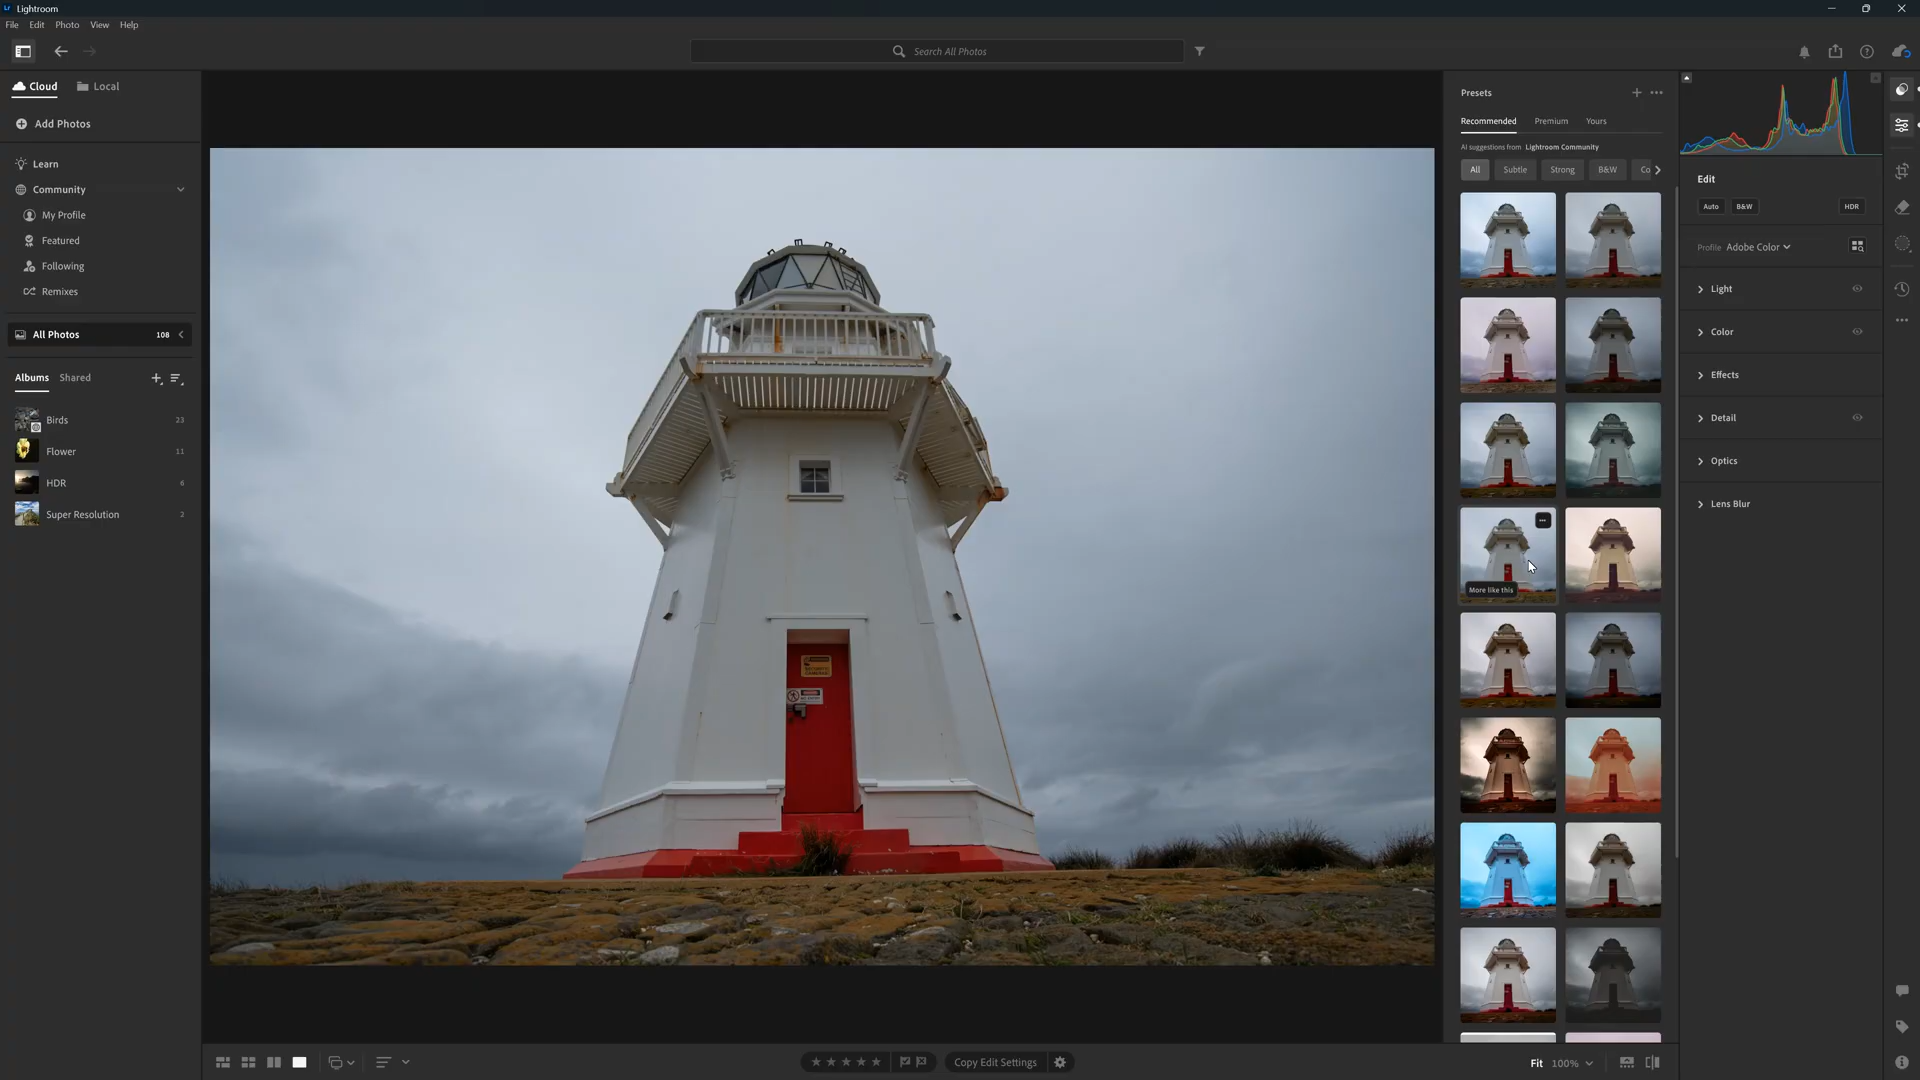 Lr Lightroom
File Edit Photo View Help
Search All Photos
Cloud Local
Add Photos
Learn
Community
My Profile
Featured
Following
Remixes
All Photos 108
Albums Shared
Birds 23
Flower 11
HDR 6
Super Resolution 2
Presets
Recommended Premium Yours
AI suggestions from Lightroom Community
All Subtle Strong B&W Co
More like this
Edit
Auto B&W HDR
Profile Adobe Color
Light
Color
Effects
Detail
Optics
Lens Blur
Copy Edit Settings
Fit 100%